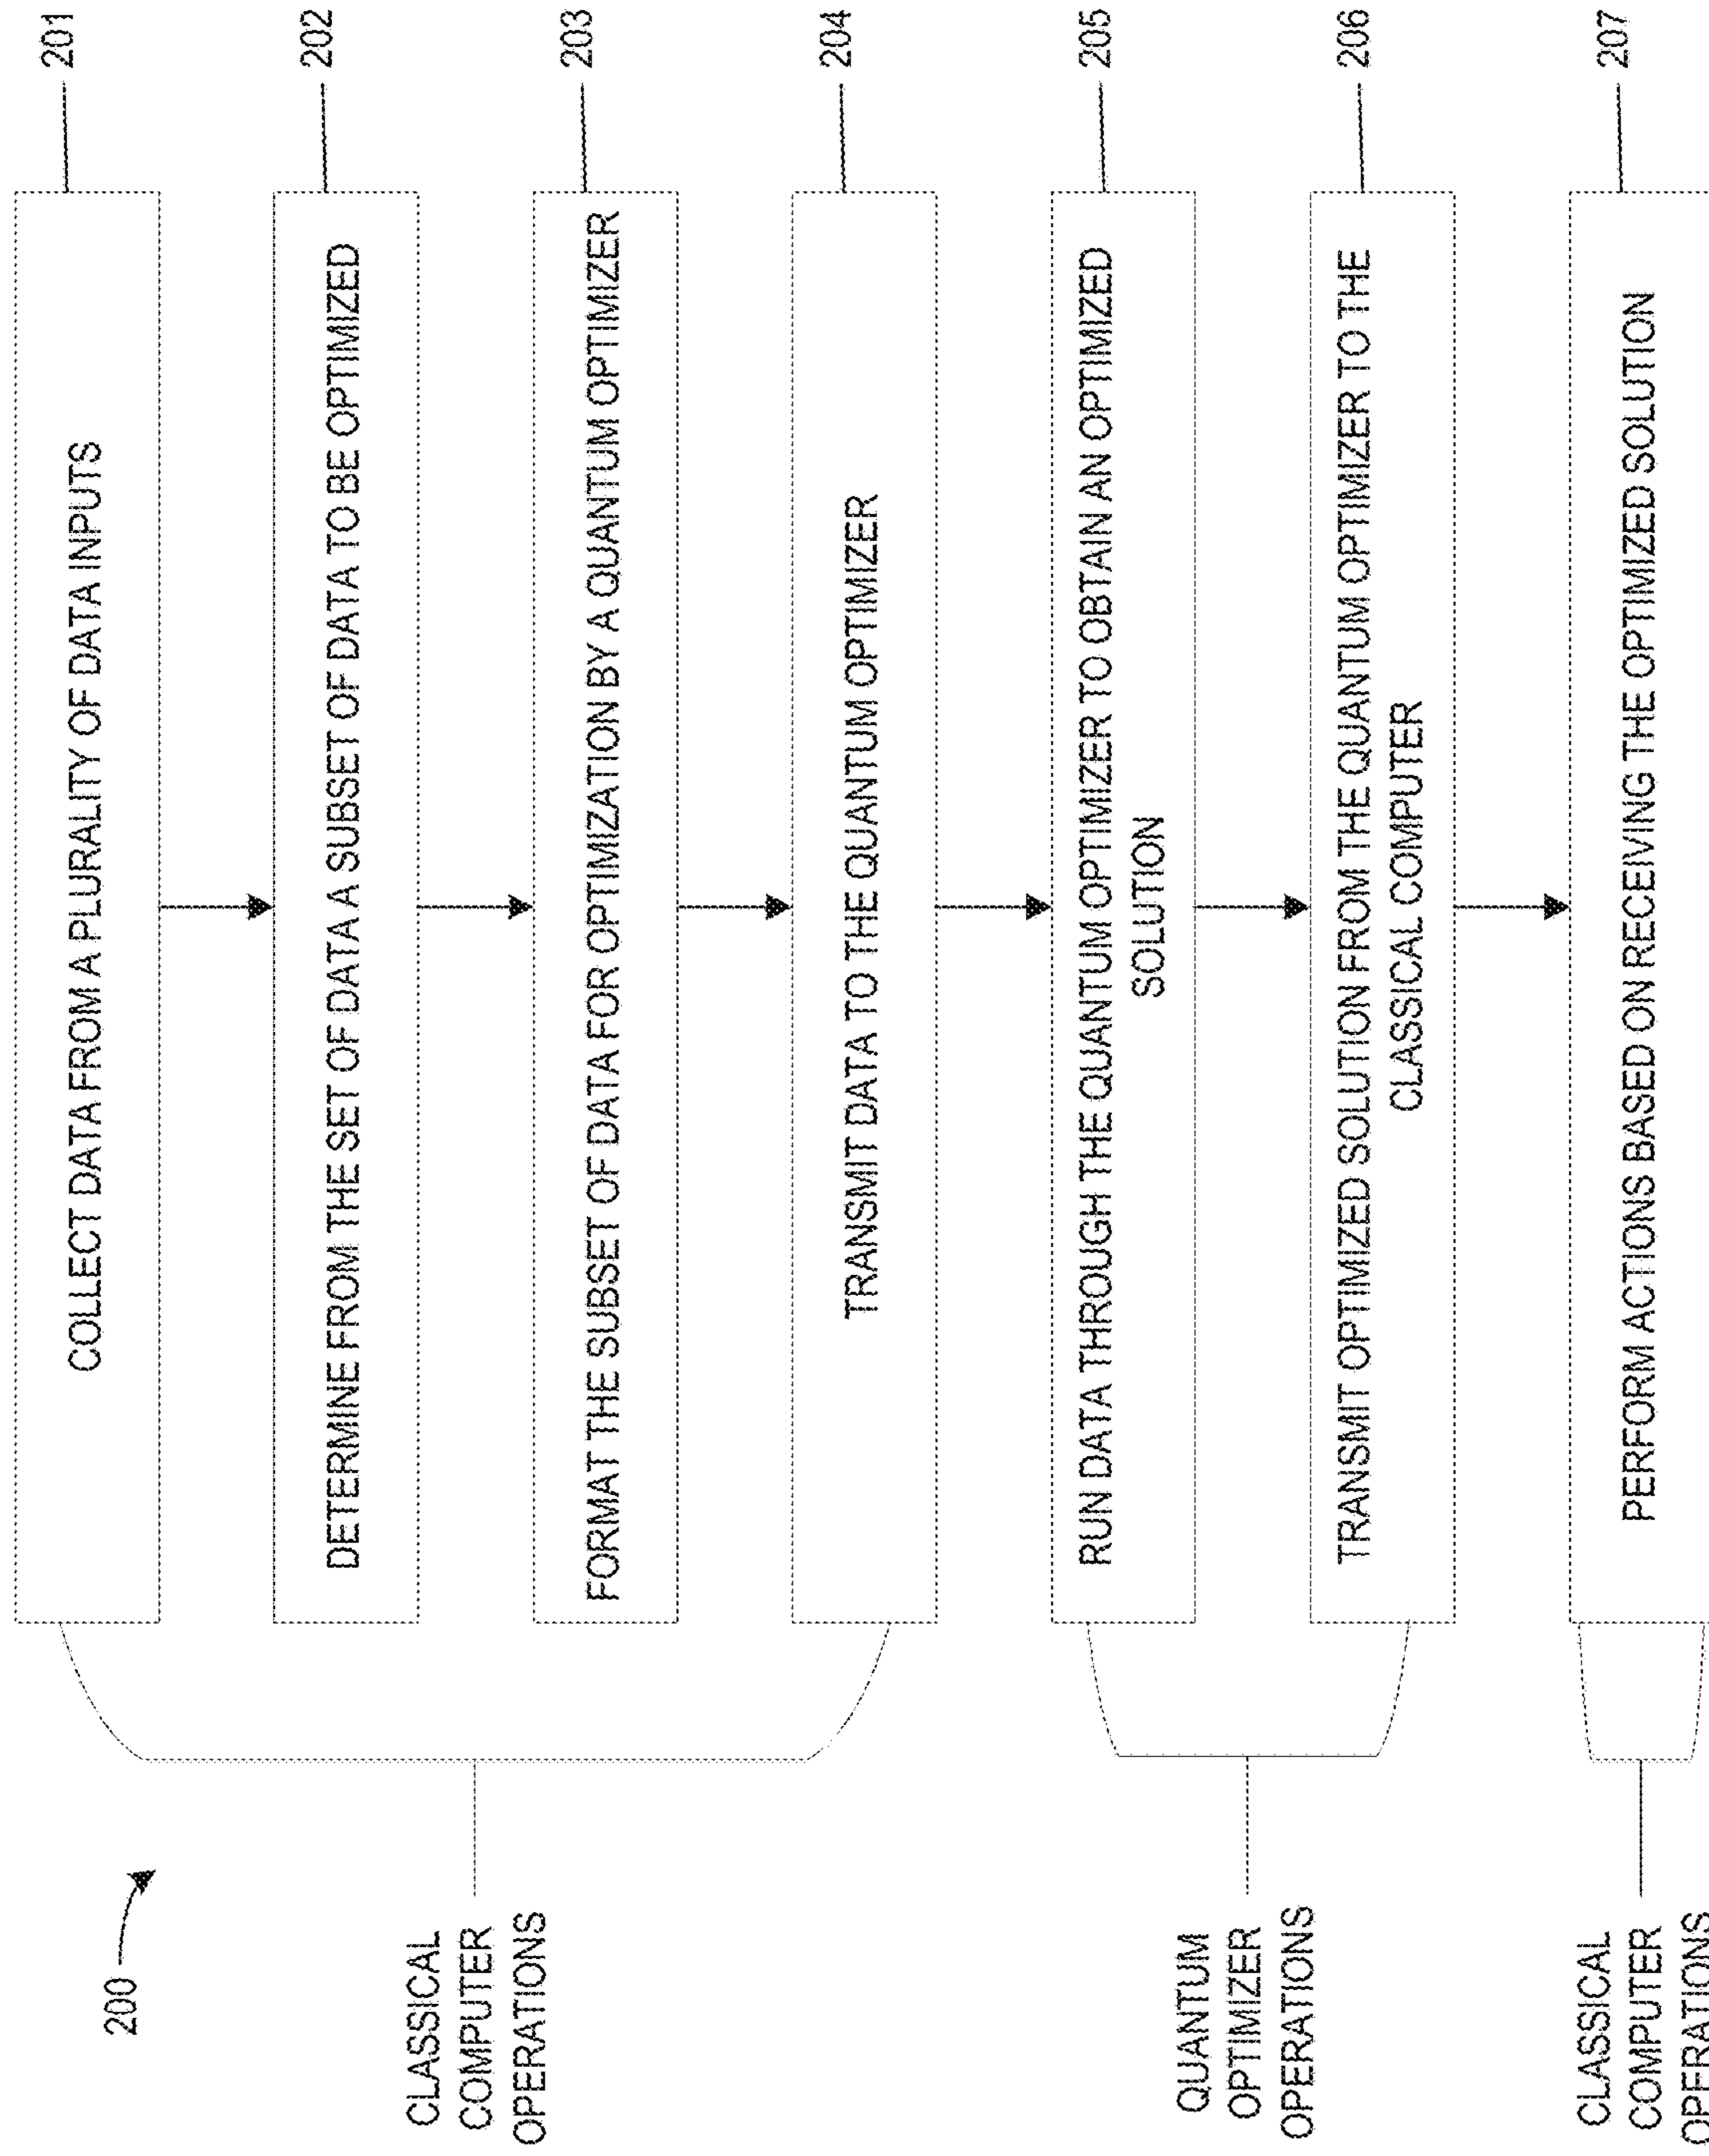 200
CLASSICAL
COMPUTER
OPERATIONS
COLLECT DATA FROM A PLURALITY OF DATA INPUTS
201
DETERMINE FROM THE SET OF DATA A SUBSET OF DATA TO BE OPTIMIZED
202
FORMAT THE SUBSET OF DATA FOR OPTIMIZATION BY A QUANTUM OPTIMIZER
203
TRANSMIT DATA TO THE QUANTUM OPTIMIZER
204
QUANTUM
OPTIMIZER
OPERATIONS
RUN DATA THROUGH THE QUANTUM OPTIMIZER TO OBTAIN AN OPTIMIZED
SOLUTION
205
TRANSMIT OPTIMIZED SOLUTION FROM THE QUANTUM OPTIMIZER TO THE
CLASSICAL COMPUTER
206
CLASSICAL
COMPUTER
OPERATIONS
PERFORM ACTIONS BASED ON RECEIVING THE OPTIMIZED SOLUTION
207